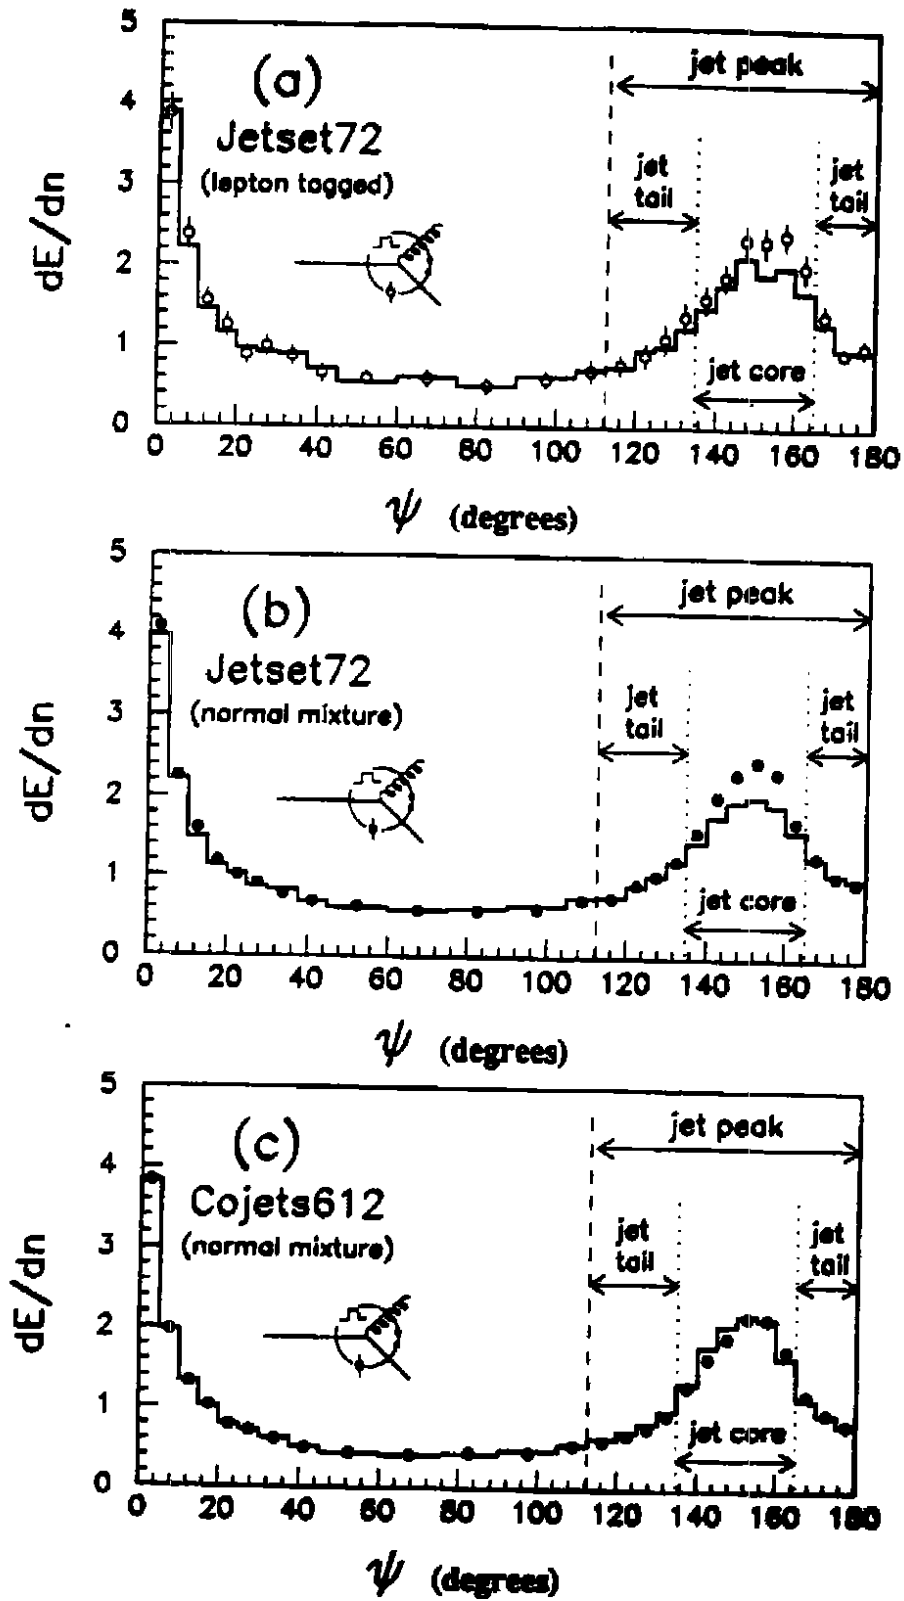 5
4
3
2
1
0
dE/dn
(a)
Jetset72
(lepton tagged)
jet peak
jet tail
jet tail
jet core
0 20 40 60 80 100 120 140 160 180
ψ (degrees)
5
4
3
2
1
0
dE/dn
(b)
Jetset72
(normal mixture)
jet peak
jet tail
jet tail
jet core
0 20 40 60 80 100 120 140 160 180
ψ (degrees)
5
4
3
2
1
0
dE/dn
(c)
Cojets612
(normal mixture)
jet peak
jet tail
jet tail
jet core
0 20 40 60 80 100 120 140 160 180
ψ (degrees)